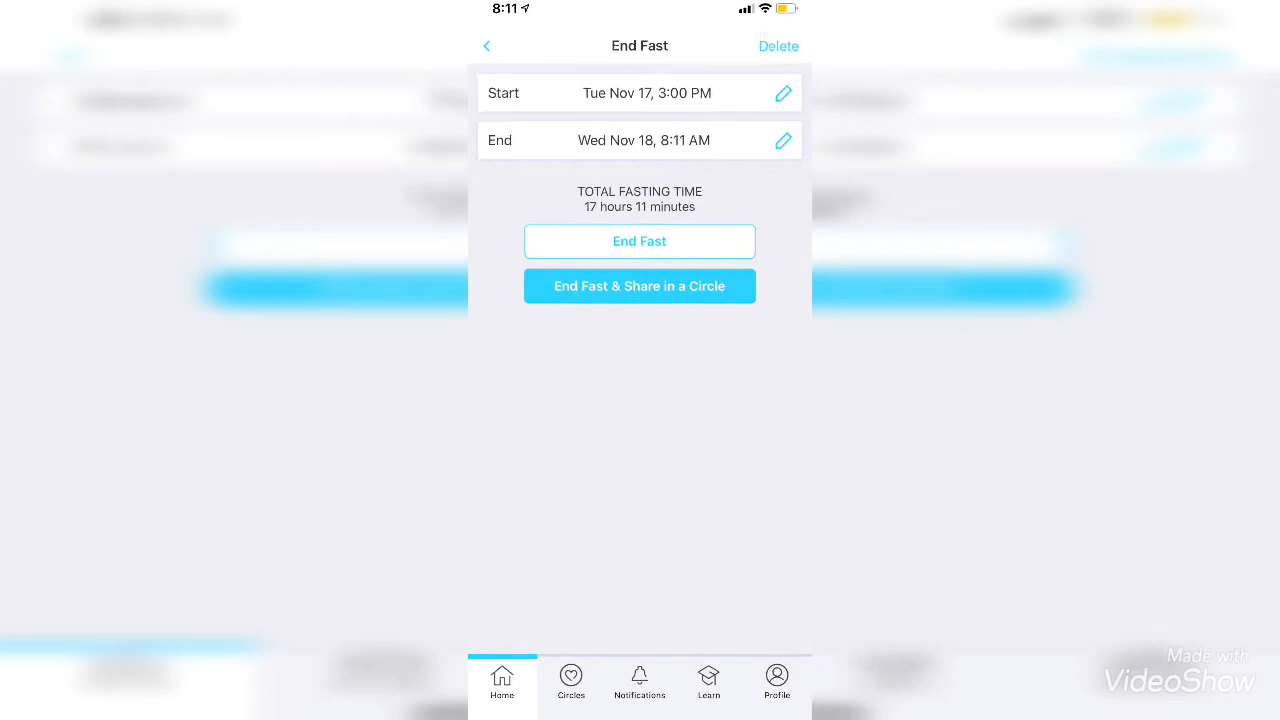 8:11
End Fast
Delete
Start Tue Nov 17, 3:00 PM
End Wed Nov 18, 8:11 AM
TOTAL FASTING TIME
17 hours 11 minutes
End Fast
End Fast & Share in a Circle
Home Circles Notifications Learn Profile
Made with
VideoShow